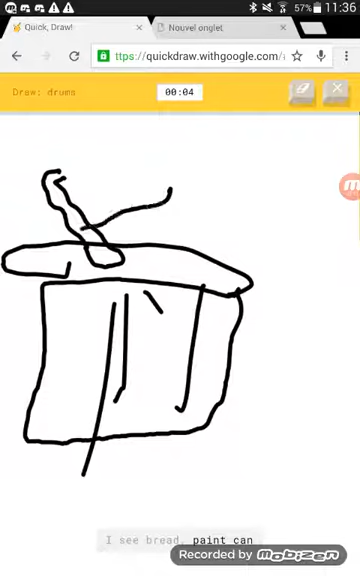 57% 11:36
Quick, Draw!
Nouvel onglet
ttps://quickdraw.withgoogle.com/
Draw: drums
00:04
I see bread, paint can
Recorded by mobizen